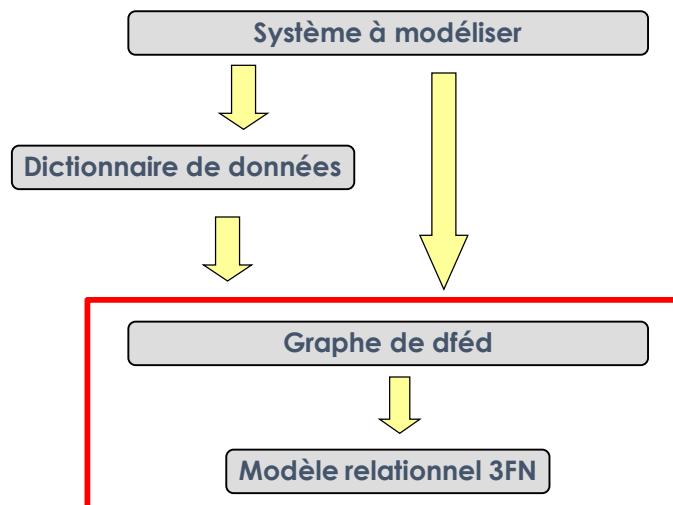 Système à modéliser
Dictionnaire de données
Graphe de dféd
Modèle relationnel 3FN